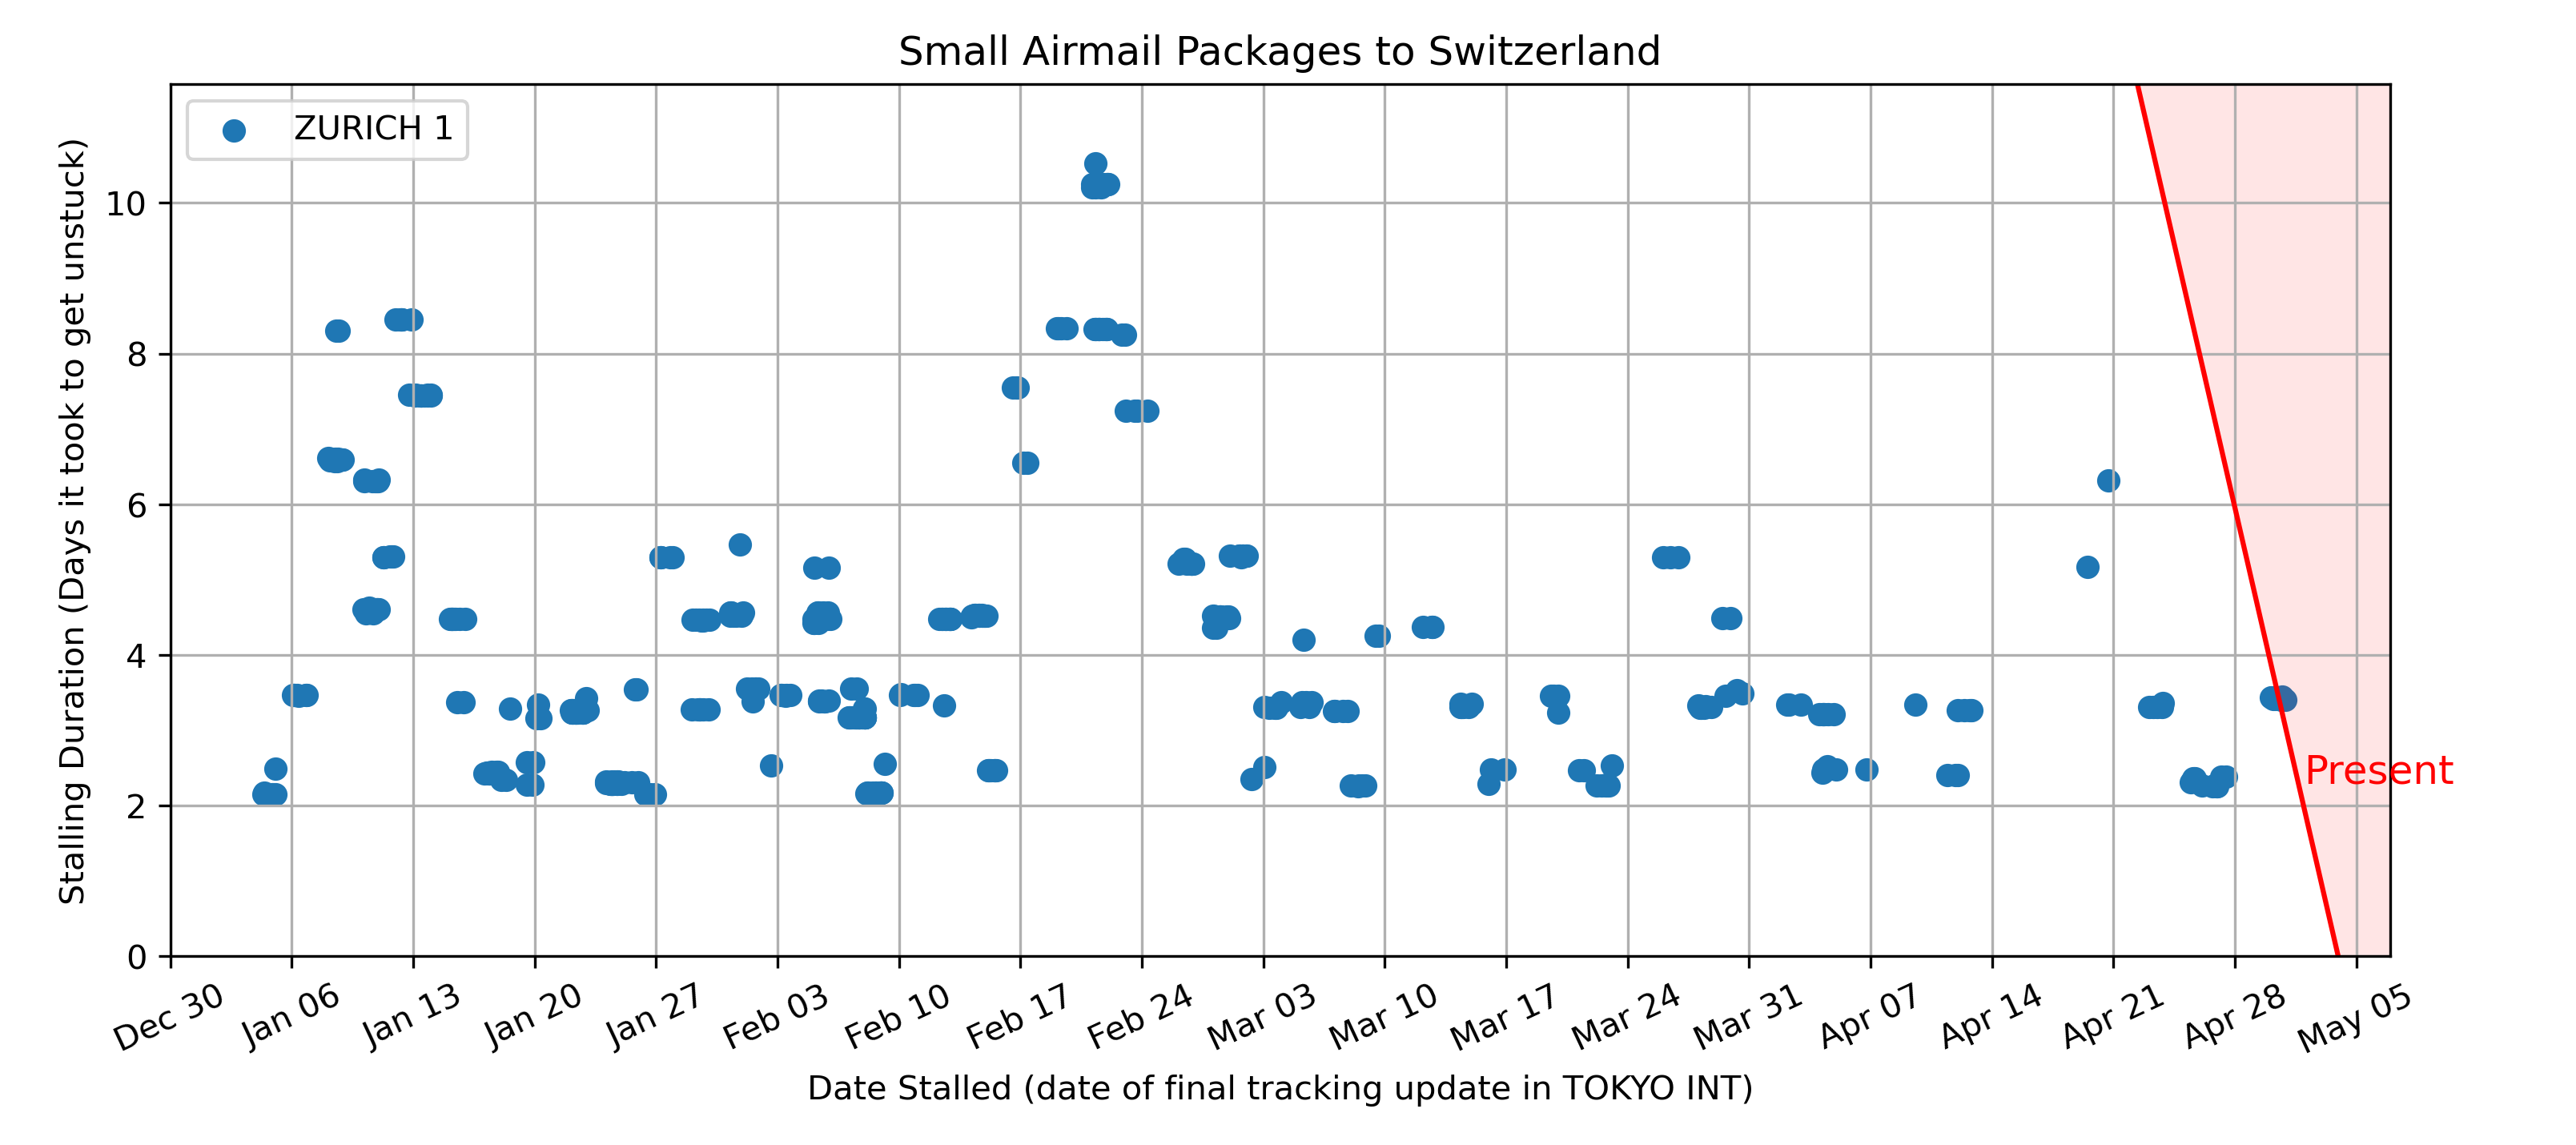 Small Airmail Packages to Switzerland
ZURICH 1
Stalling Duration (Days it took to get unstuck)
10
8
6
4
2
0
Present
Dec 30
Jan 06
Jan 13
Jan 20
Jan 27
Feb 03
Feb 10
Feb 17
Feb 24
Mar 03
Mar 10
Mar 17
Mar 24
Mar 31
Apr 07
Apr 14
Apr 21
Apr 28
May 05
Date Stalled (date of final tracking update in TOKYO INT)